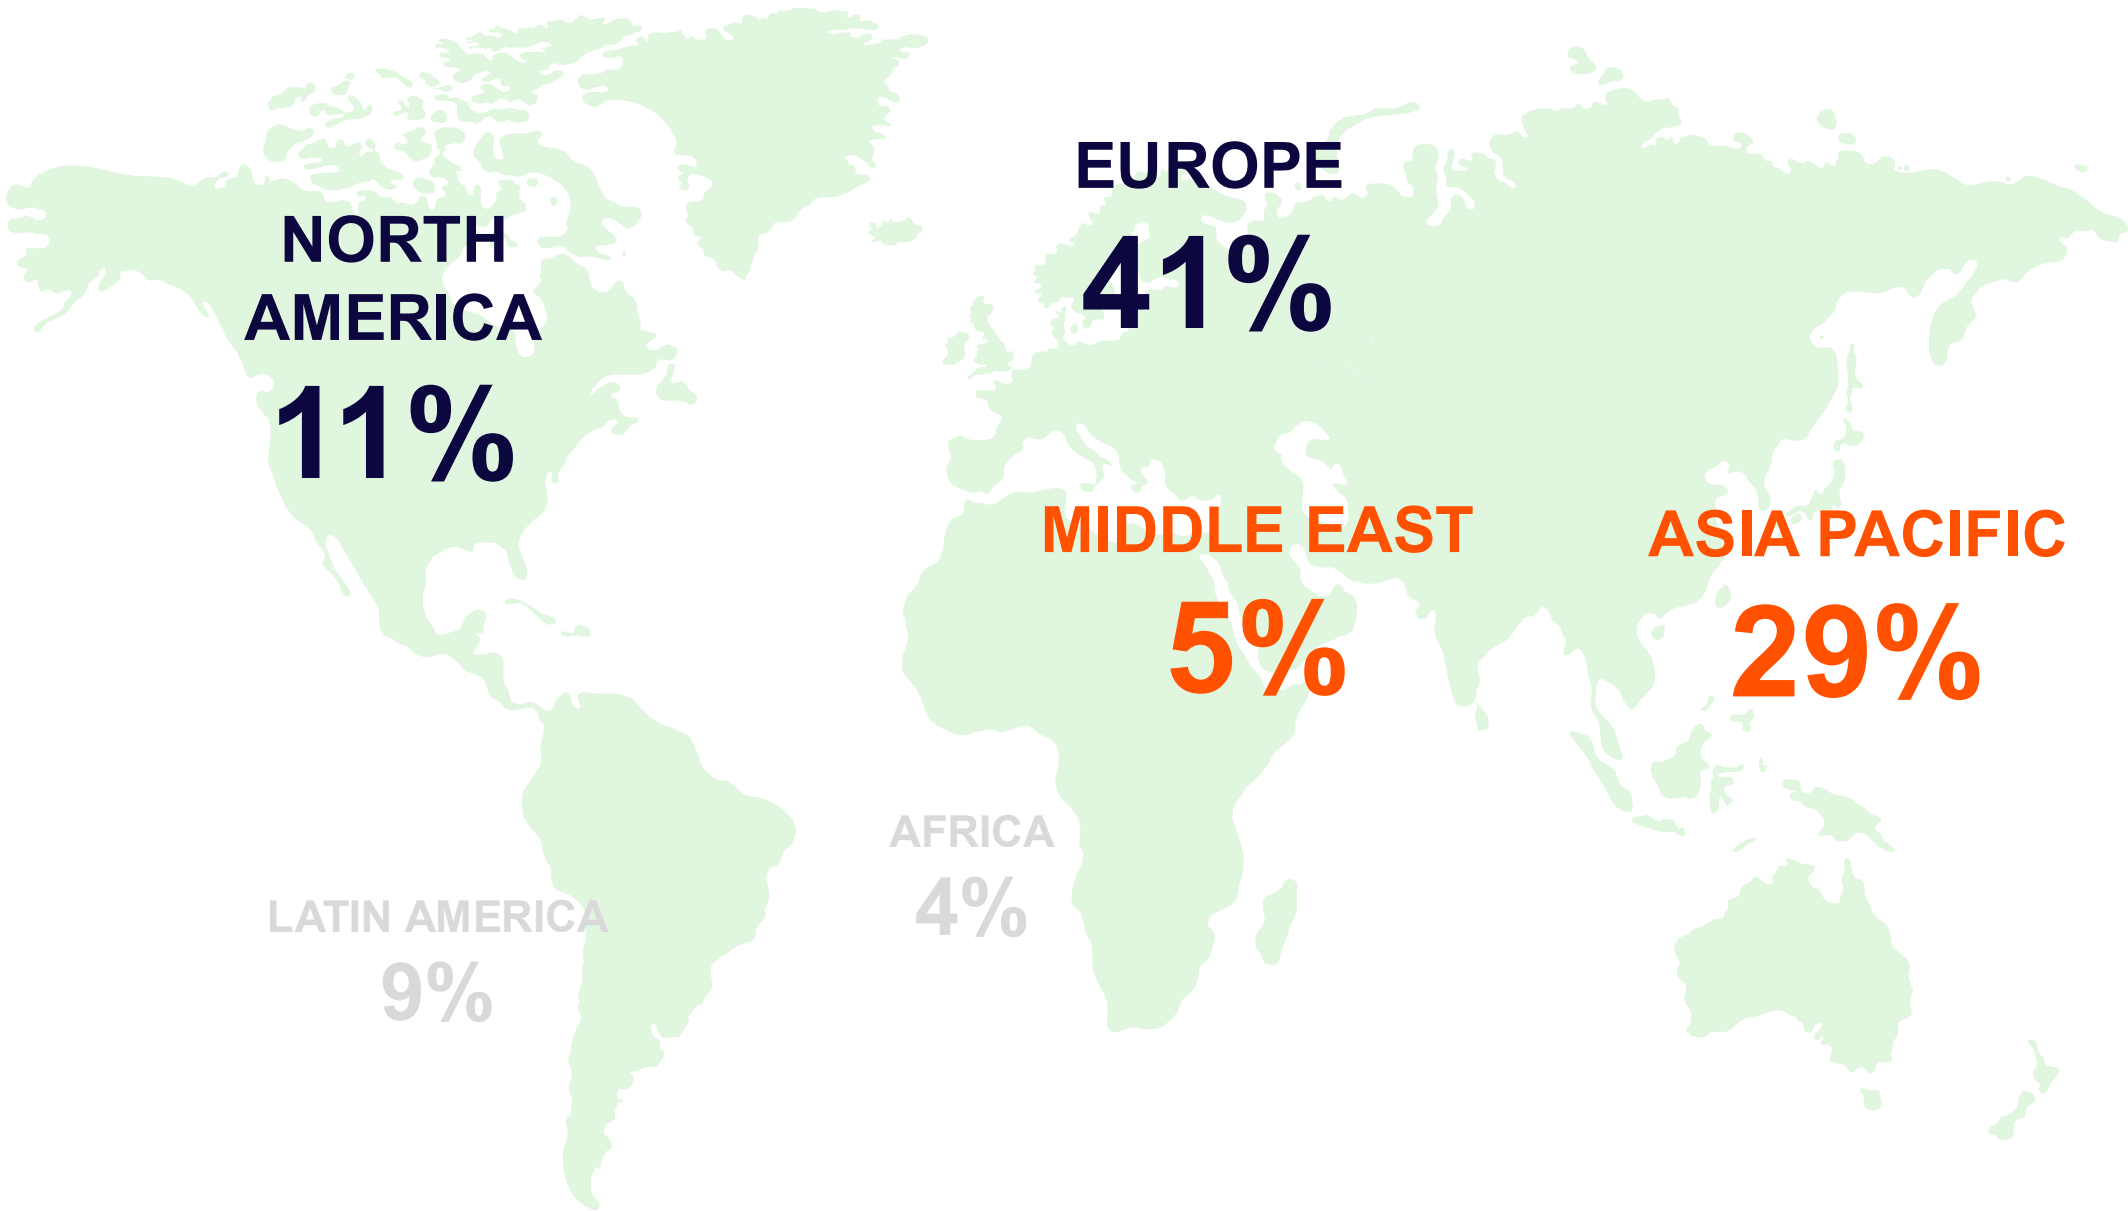 EUROPE
41%
NORTH
AMERICA
11%
MIDDLE EAST
5%
ASIA PACIFIC
29%
AFRICA
4%
LATIN AMERICA
9%